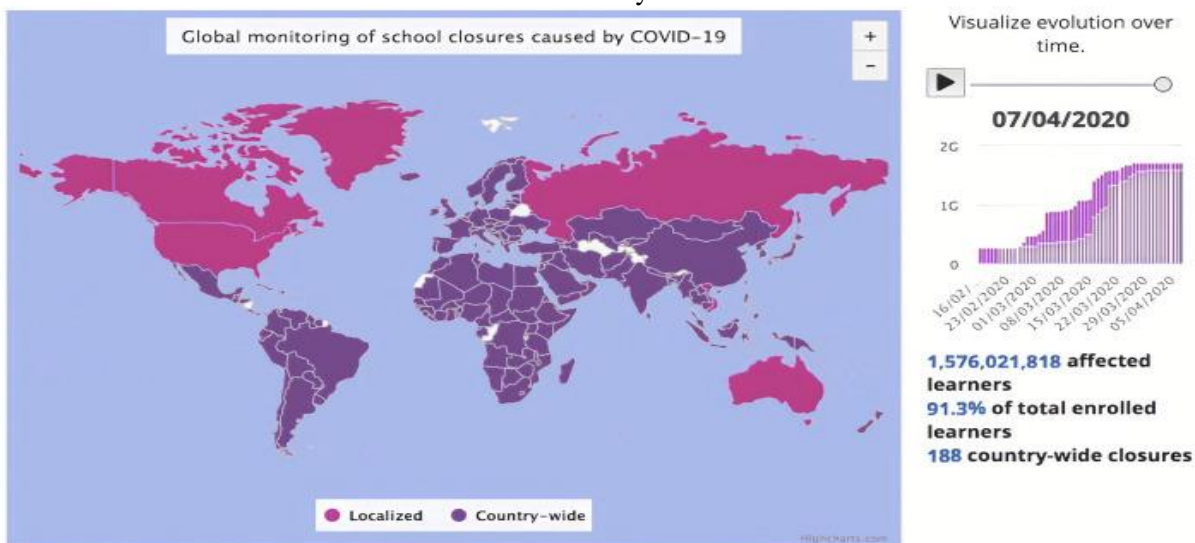 Global monitoring of school closures caused by COVID-19
+
−
Localized
Country-wide
Highcharts.com
Visualize evolution over
time.
07/04/2020
2G
1G
0
16/02/...
23/02/2020
01/03/2020
08/03/2020
15/03/2020
22/03/2020
29/03/2020
05/04/2020
1,576,021,818 affected
learners
91.3% of total enrolled
learners
188 country-wide closures